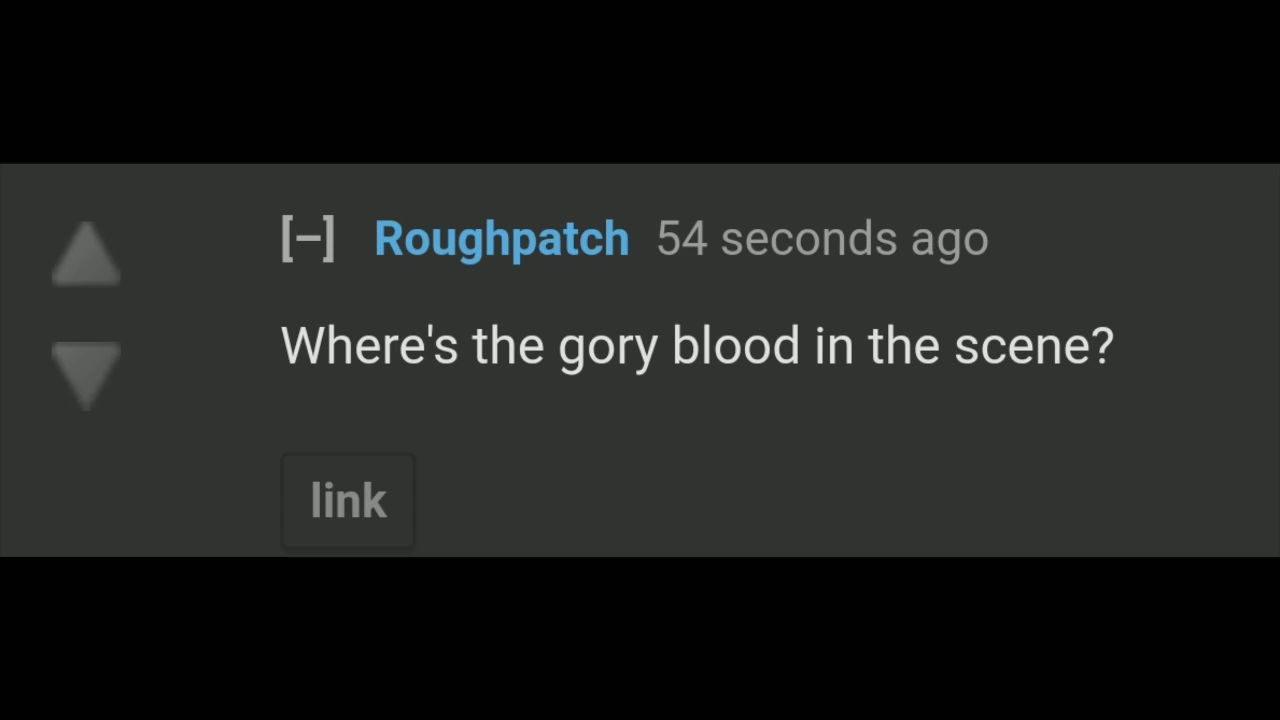 [–] Roughpatch 54 seconds ago
Where's the gory blood in the scene?
link